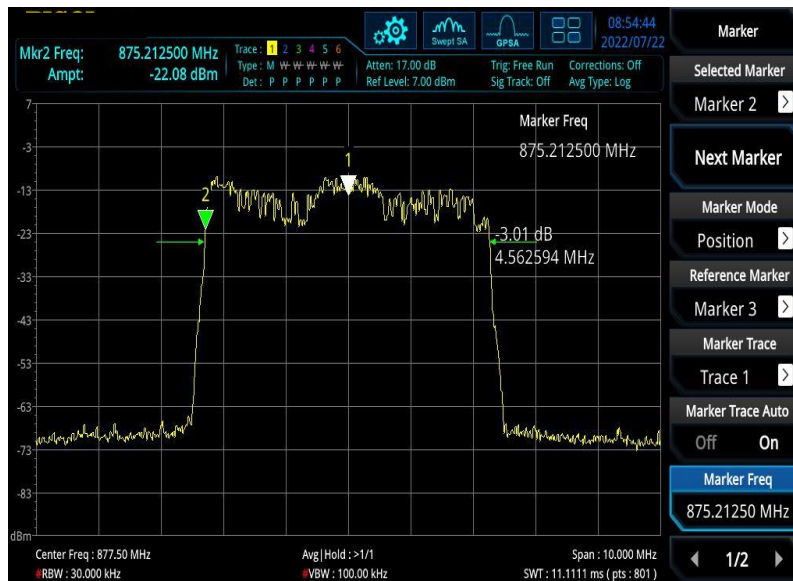 08:54:44
Swept SA
GPSA
2022/07/22
Mkr2 Freq: 875.212500 MHz
Ampt: -22.08 dBm
Trace: 1 2 3 4 5 6
Type: M W W W W W
Det: P P P P P P
Atten: 17.00 dB
Ref Level: 7.00 dBm
Trig: Free Run
Sig Track: Off
Corrections: Off
Avg Type: Log
7
-3
-13
-23
-33
-43
-53
-63
-73
-83
dBm
Marker Freq
875.212500 MHz
1
2
-3.01 dB
4.562594 MHz
Center Freq : 877.50 MHz
#RBW : 30.000 kHz
Avg|Hold : >1/1
#VBW : 100.00 kHz
Span : 10.000 MHz
SWT : 11.1111 ms ( pts : 801 )
Marker
Selected Marker
Marker 2
Next Marker
Marker Mode
Position
Reference Marker
Marker 3
Marker Trace
Trace 1
Marker Trace Auto
Off On
Marker Freq
875.21250 MHz
1/2